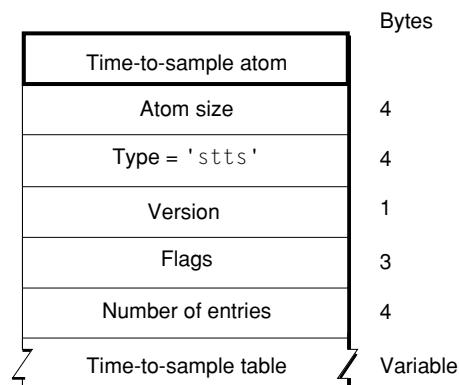 Bytes
Time-to-sample atom
Atom size 4
Type = 'stts' 4
Version 1
Flags 3
Number of entries 4
Time-to-sample table Variable